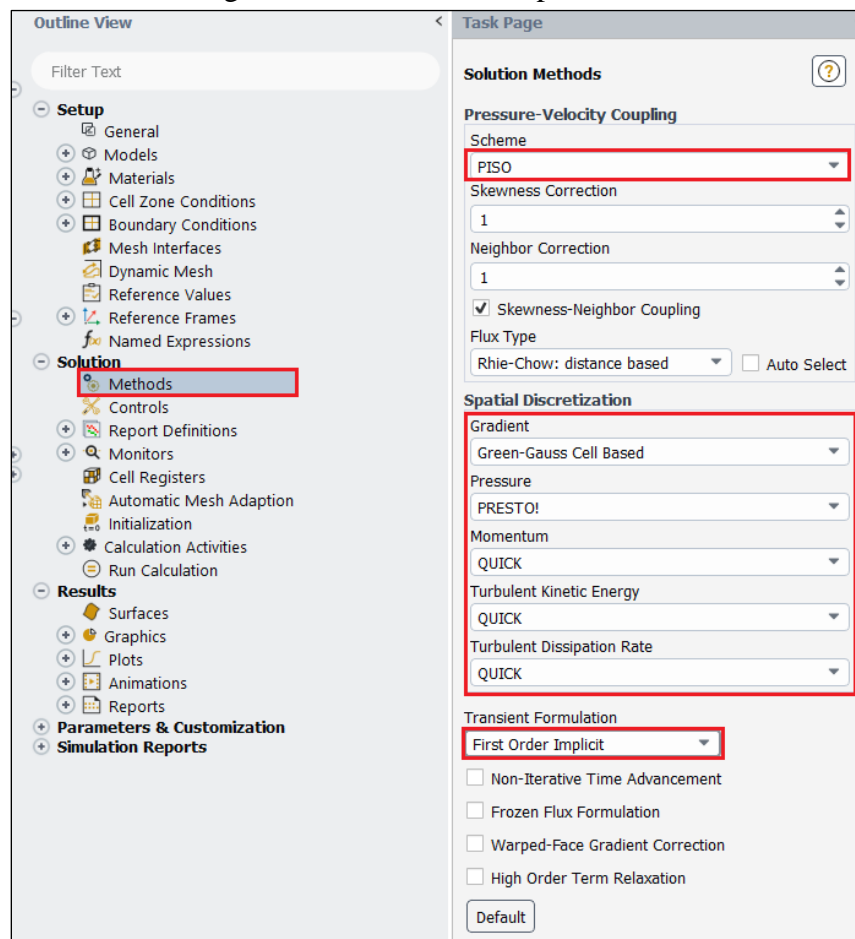 Outline View
<
Task Page
Filter Text
Setup
General
Models
Materials
Cell Zone Conditions
Boundary Conditions
Mesh Interfaces
Dynamic Mesh
Reference Values
Reference Frames
Named Expressions
Solution
Methods
Controls
Report Definitions
Monitors
Cell Registers
Automatic Mesh Adaption
Initialization
Calculation Activities
Run Calculation
Results
Surfaces
Graphics
Plots
Animations
Reports
Parameters & Customization
Simulation Reports
Solution Methods
?
Pressure-Velocity Coupling
Scheme
PISO
Skewness Correction
1
Neighbor Correction
1
Skewness-Neighbor Coupling
Flux Type
Rhie-Chow: distance based
Auto Select
Spatial Discretization
Gradient
Green-Gauss Cell Based
Pressure
PRESTO!
Momentum
QUICK
Turbulent Kinetic Energy
QUICK
Turbulent Dissipation Rate
QUICK
Transient Formulation
First Order Implicit
Non-Iterative Time Advancement
Frozen Flux Formulation
Warped-Face Gradient Correction
High Order Term Relaxation
Default